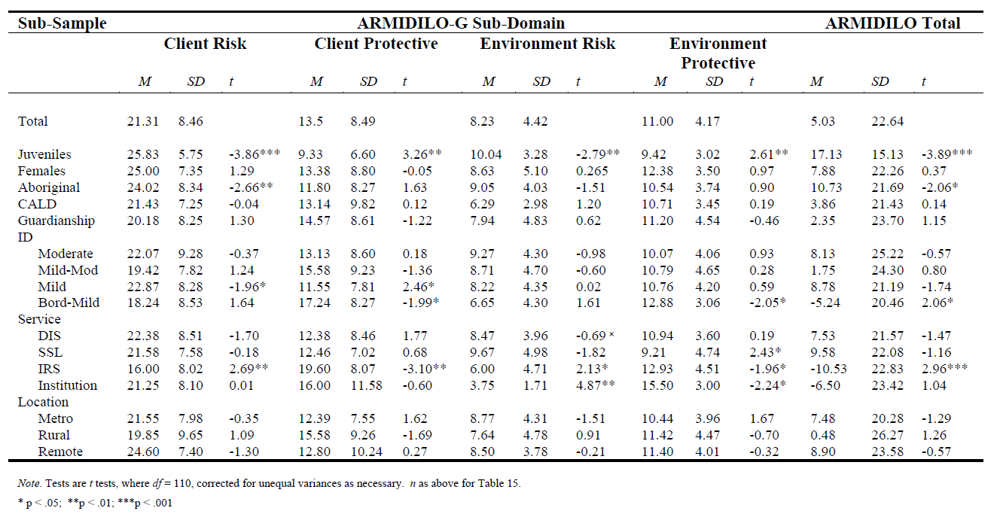 Sub-Sample ARMIDILO-G Sub-Domain ARMIDILO Total
Client Risk Client Protective Environment Risk Environment Protective
M SD t M SD t M SD t M SD t M SD t
Total 21.31 8.46 13.5 8.49 8.23 4.42 11.00 4.17 5.03 22.64
Juveniles 25.83 5.75 -3.86*** 9.33 6.60 3.26** 10.04 3.28 -2.79** 9.42 3.02 2.61** 17.13 15.13 -3.89***
Females 25.00 7.35 1.29 13.38 8.80 -0.05 8.63 5.10 0.265 12.38 3.50 0.97 7.88 22.26 0.37
Aboriginal 24.02 8.34 -2.66** 11.80 8.27 1.63 9.05 4.03 -1.51 10.54 3.74 0.90 10.73 21.69 -2.06*
CALD 21.43 7.25 -0.04 13.14 9.82 0.12 6.29 2.98 1.20 10.71 3.45 0.19 3.86 21.43 0.14
Guardianship 20.18 8.25 1.30 14.57 8.61 -1.22 7.94 4.83 0.62 11.20 4.54 -0.46 2.35 23.70 1.15
ID
Moderate 22.07 9.28 -0.37 13.13 8.60 0.18 9.27 4.30 -0.98 10.07 4.06 0.93 8.13 25.22 -0.57
Mild-Mod 19.42 7.82 1.24 15.58 9.23 -1.36 8.71 4.70 -0.60 10.79 4.65 0.28 1.75 24.30 0.80
Mild 22.87 8.28 -1.96* 11.55 7.81 2.46* 8.22 4.35 0.02 10.76 4.20 0.59 8.78 21.19 -1.74
Bord-Mild 18.24 8.53 1.64 17.24 8.27 -1.99* 6.65 4.30 1.61 12.88 3.06 -2.05* -5.24 20.46 2.06*
Service
DIS 22.38 8.51 -1.70 12.38 8.46 1.77 8.47 3.96 -0.69 × 10.94 3.60 0.19 7.53 21.57 -1.47
SSL 21.58 7.58 -0.18 12.46 7.02 0.68 9.67 4.98 -1.82 9.21 4.74 2.43* 9.58 22.08 -1.16
IRS 16.00 8.02 2.69** 19.60 8.07 -3.10** 6.00 4.71 2.13* 12.93 4.51 -1.96* -10.53 22.83 2.96***
Institution 21.25 8.10 0.01 16.00 11.58 -0.60 3.75 1.71 4.87** 15.50 3.00 -2.24* -6.50 23.42 1.04
Location
Metro 21.55 7.98 -0.35 12.39 7.55 1.62 8.77 4.31 -1.51 10.44 3.96 1.67 7.48 20.28 -1.29
Rural 19.85 9.65 1.09 15.58 9.26 -1.69 7.64 4.78 0.91 11.42 4.47 -0.70 0.48 26.27 1.26
Remote 24.60 7.40 -1.30 12.80 10.24 0.27 8.50 3.78 -0.21 11.40 4.01 -0.32 8.90 23.58 -0.57
Note. Tests are t tests, where df = 110, corrected for unequal variances as necessary. n as above for Table 15.
* p < .05; **p < .01; ***p < .001